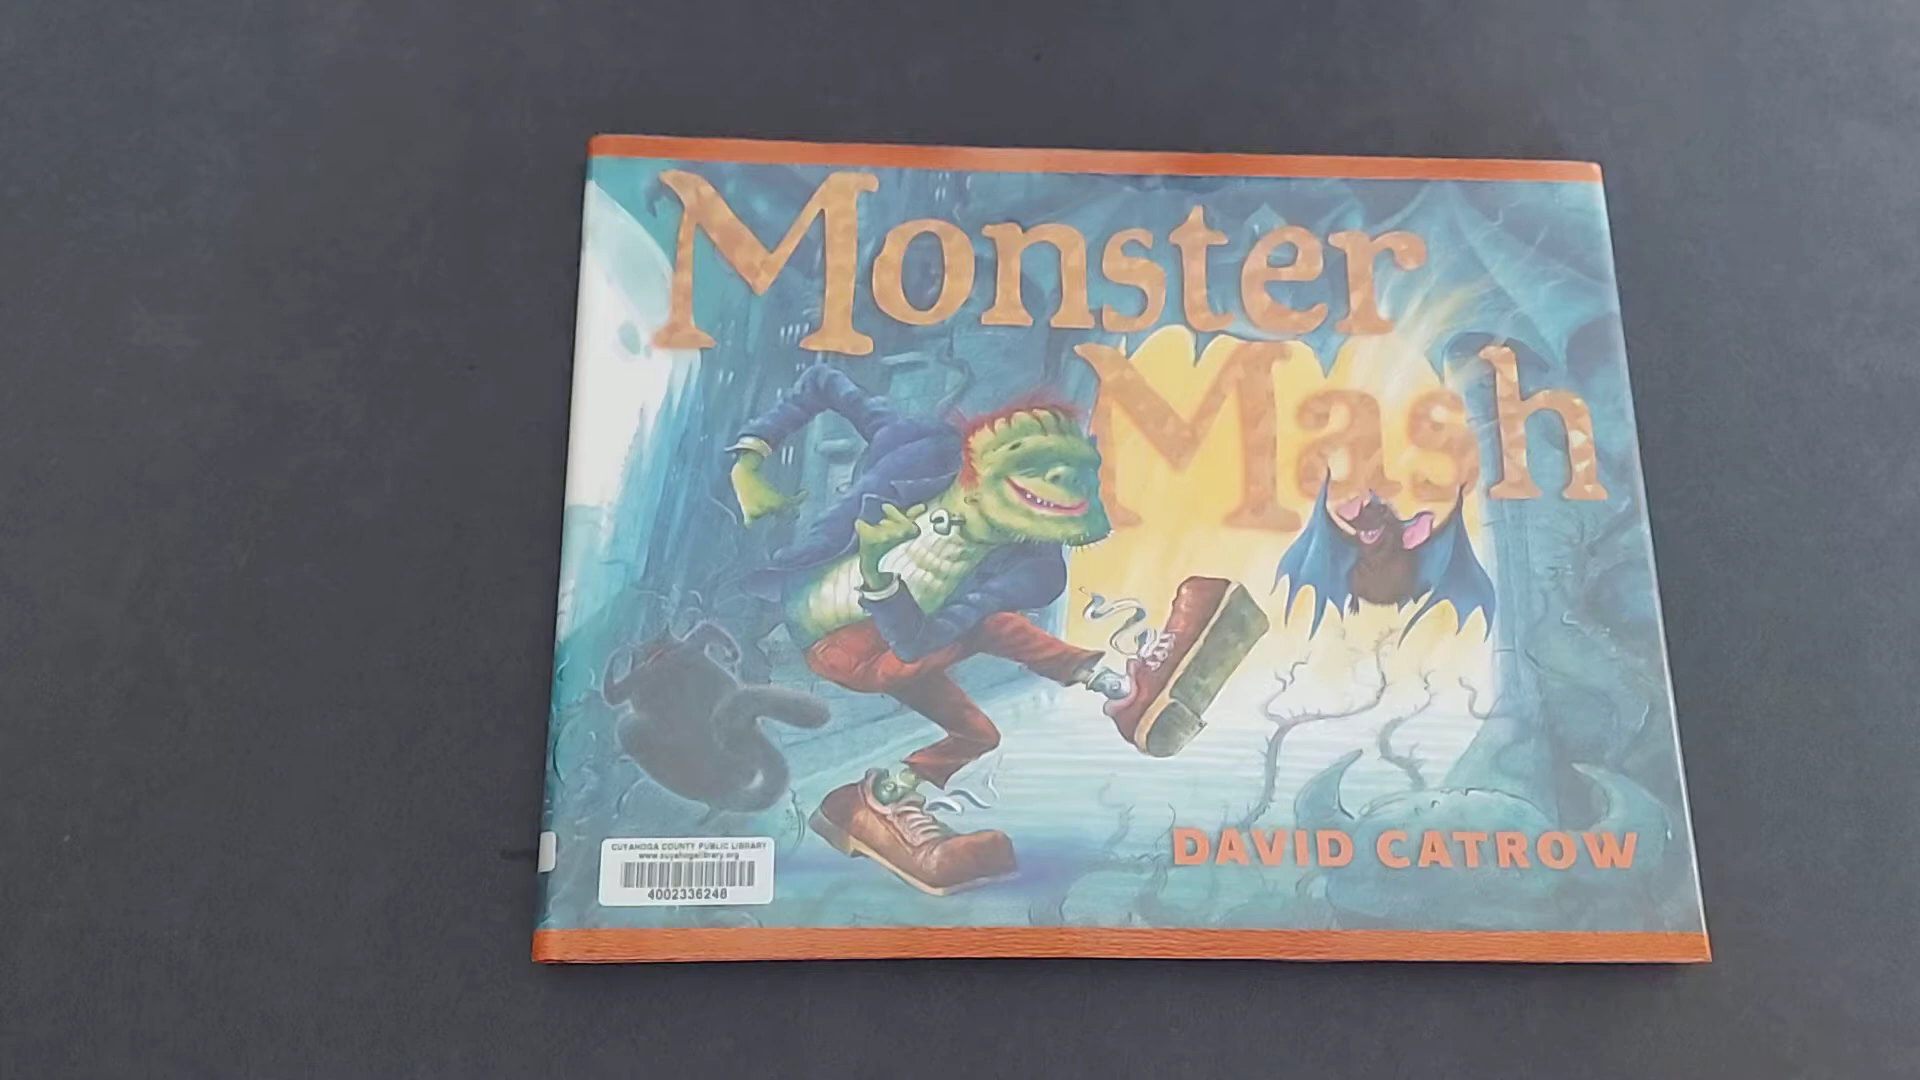 Monster
Mash
DAVID CATROW
CUYAHOGA COUNTY PUBLIC LIBRARY
www.cuyahogalibrary.org
4002336248